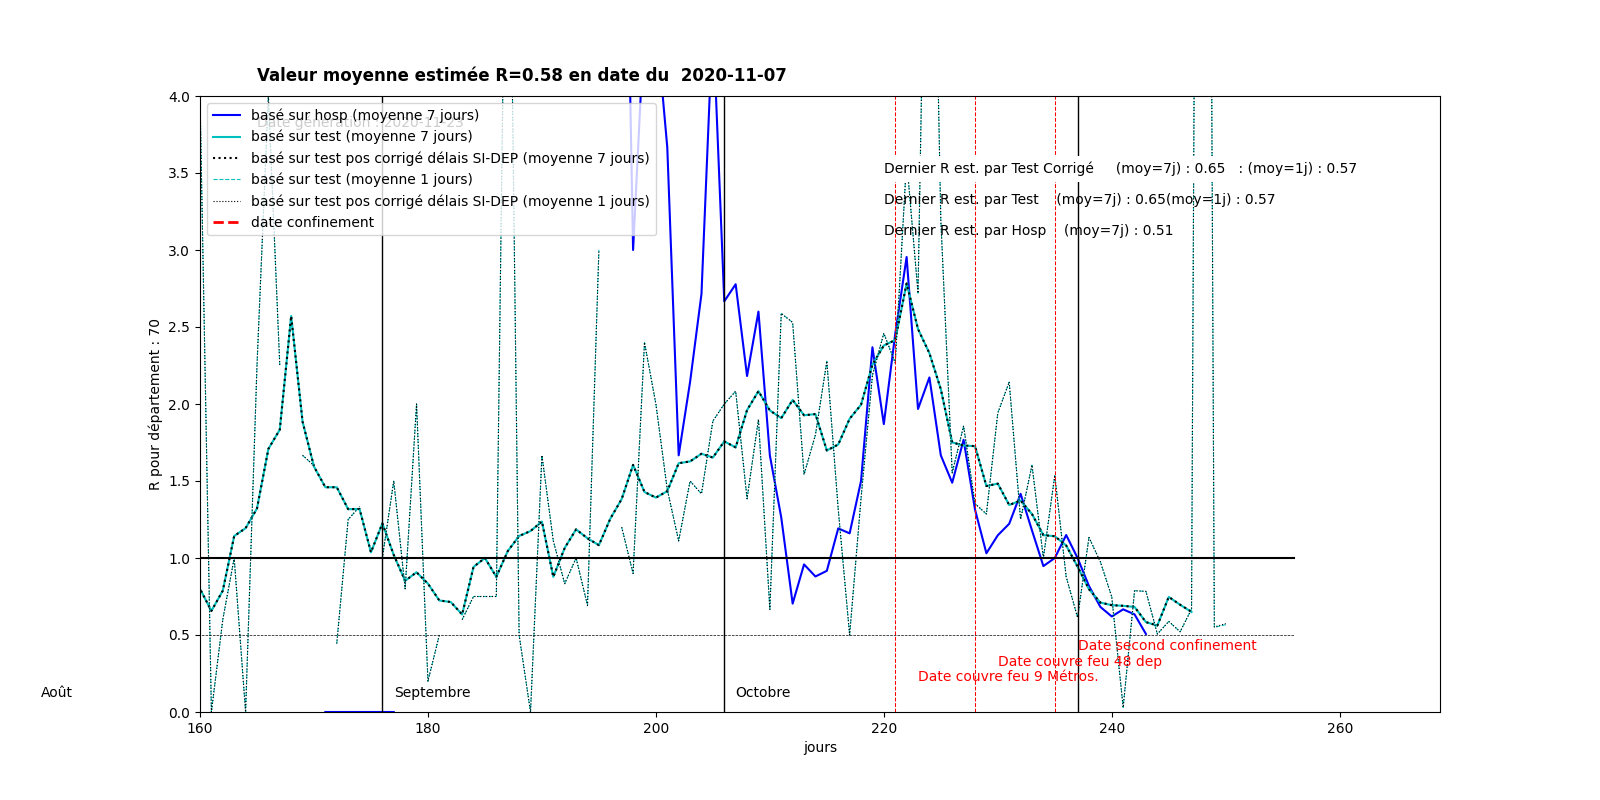 Valeur moyenne estimée R=0.58 en date du 2020-11-07
Date génération : 2020-11-23
basé sur hosp (moyenne 7 jours)
basé sur test (moyenne 7 jours)
basé sur test pos corrigé délais SI-DEP (moyenne 7 jours)
basé sur test (moyenne 1 jours)
basé sur test pos corrigé délais SI-DEP (moyenne 1 jours)
date confinement
Dernier R est. par Test Corrigé (moy=7j) : 0.65 : (moy=1j) : 0.57
Dernier R est. par Test (moy=7j) : 0.65(moy=1j) : 0.57
Dernier R est. par Hosp (moy=7j) : 0.51
4.0
3.5
3.0
2.5
2.0
1.5
1.0
0.5
0.0
R pour département : 70
Date second confinement
Date couvre feu 48 dep
Date couvre feu 9 Métros.
Août
Septembre
Octobre
160
180
200
220
240
260
jours